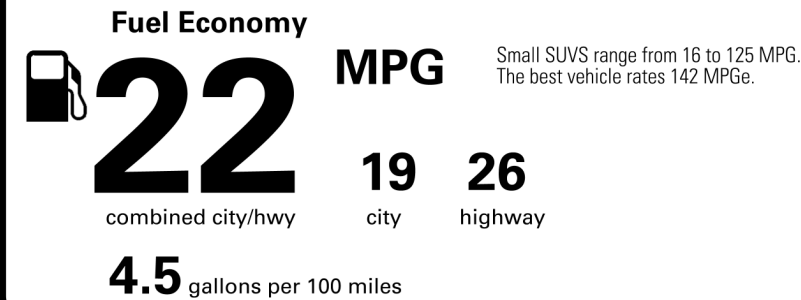 Fuel Economy
22 MPG
Small SUVS range from 16 to 125 MPG.
The best vehicle rates 142 MPGe.
19 26
combined city/hwy city highway
4.5 gallons per 100 miles